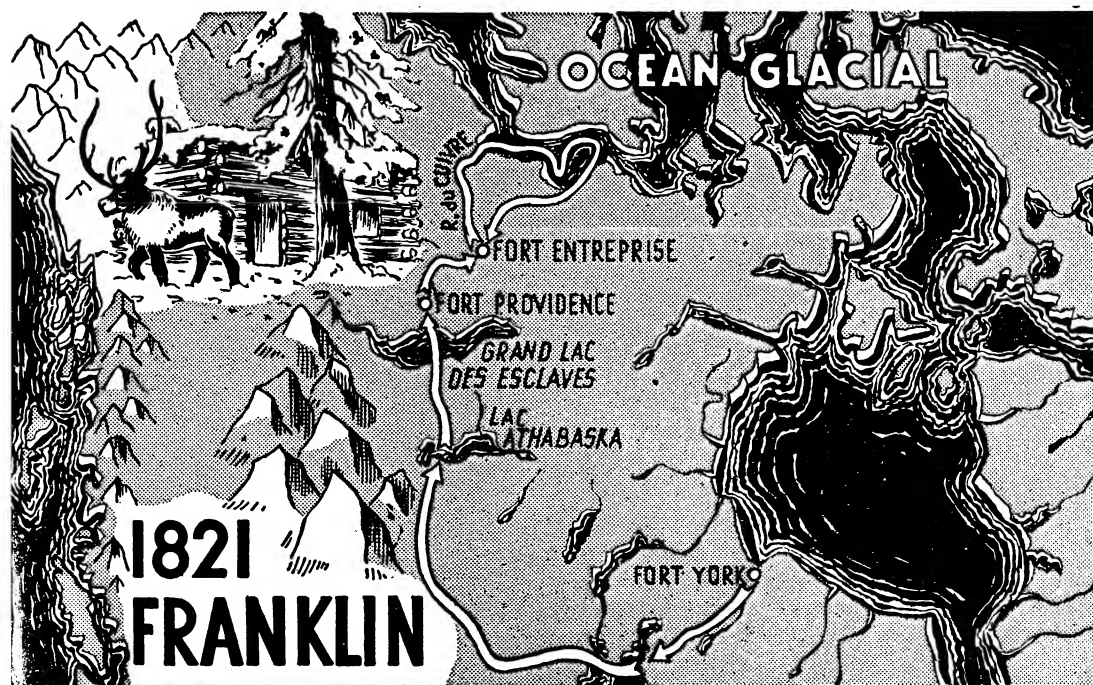 OCEAN GLACIAL
R. du CUIVRE
FORT ENTREPRISE
FORT PROVIDENCE
GRAND LAC
DES ESCLAVES
LAC
ATHABASKA
FORT YORK
1821
FRANKLIN